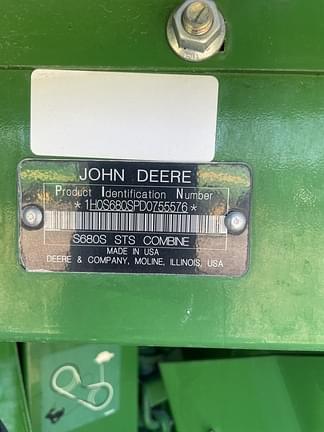 JOHN DEERE
Product Identification Number
*1H0S680SPD0755576*
S680S STS COMBINE
MADE IN USA
DEERE & COMPANY, MOLINE, ILLINOIS, USA